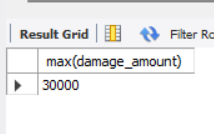 Result Grid Filter Ro
max(damage_amount)
30000